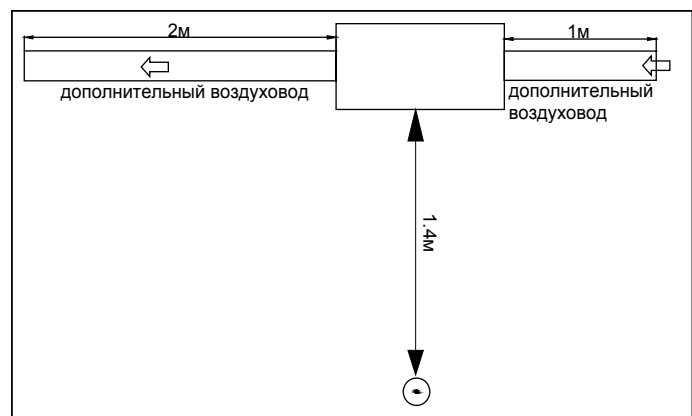 2м
1м
дополнительный воздуховод
дополнительный
воздуховод
1.4м